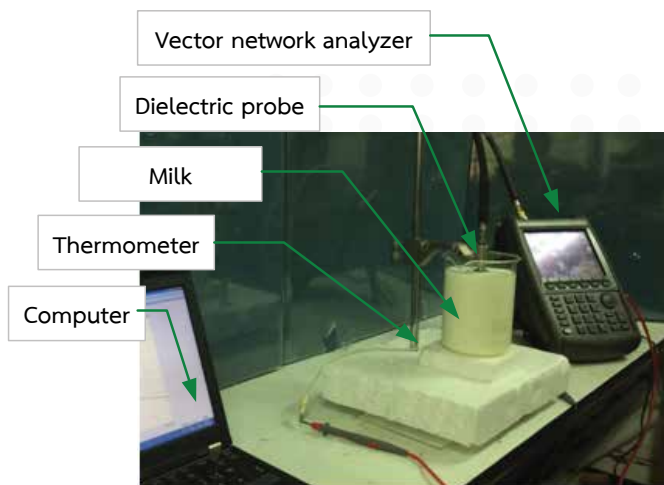 Vector network analyzer
Dielectric probe
Milk
Thermometer
Computer